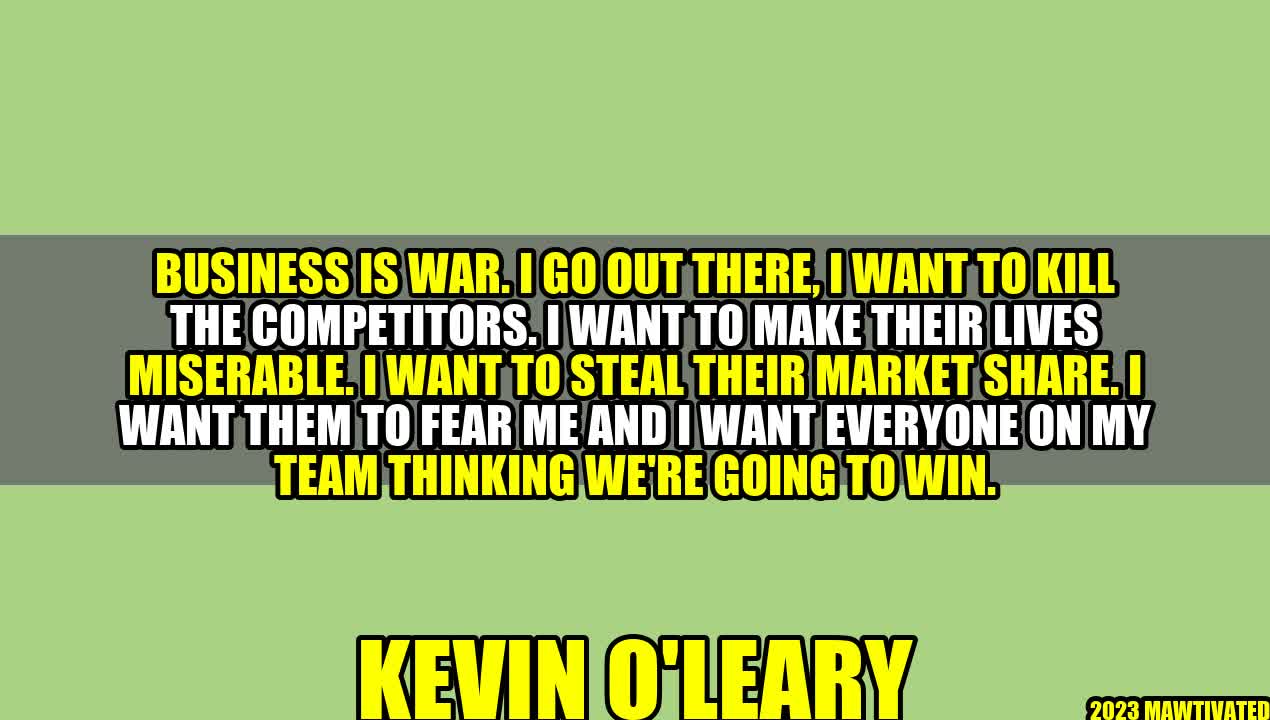 BUSINESS IS WAR. I GO OUT THERE, I WANT TO KILL
THE COMPETITORS. I WANT TO MAKE THEIR LIVES
MISERABLE. I WANT TO STEAL THEIR MARKET SHARE. I
WANT THEM TO FEAR ME AND I WANT EVERYONE ON MY
TEAM THINKING WE'RE GOING TO WIN.
KEVIN O'LEARY
2023 MAWTIVATED